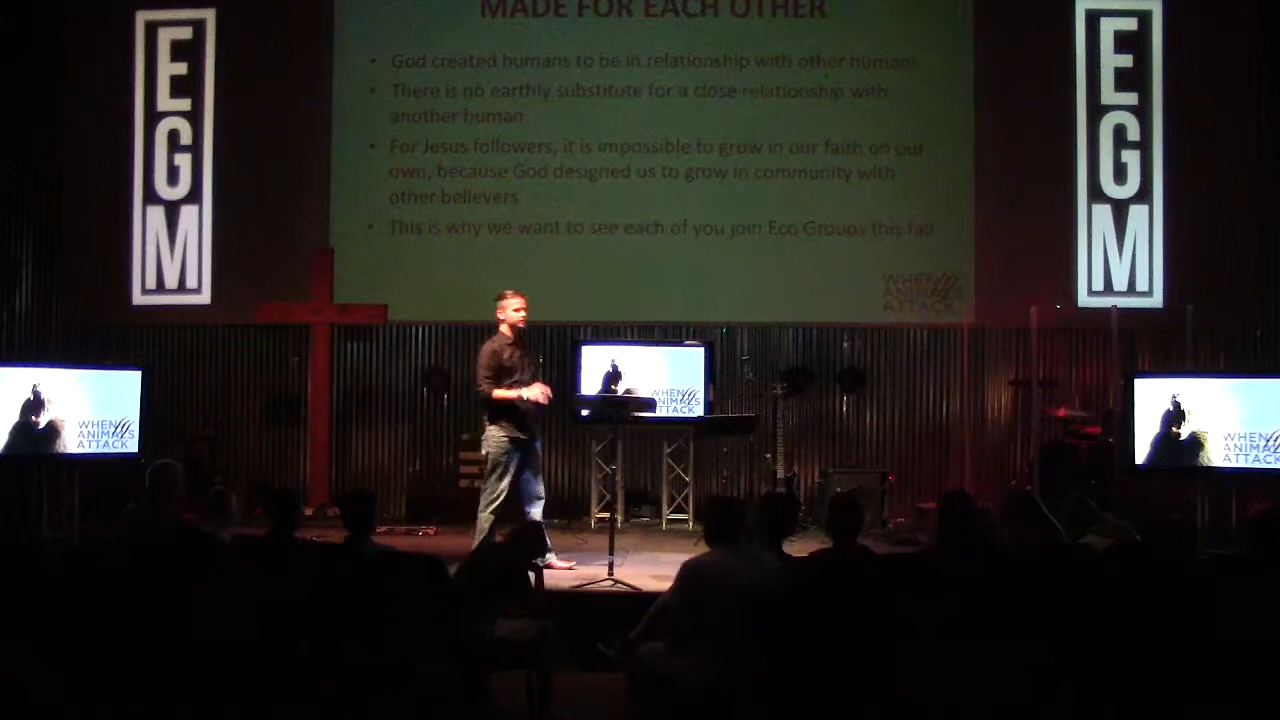 MADE FOR EACH OTHER
• God created humans to be in relationship with other humans
• There is no earthly substitute for a close relationship with
another human
• For Jesus followers, it is impossible to grow in our faith on our
own, because God designed us to grow in community with
other believers
• This is why we want to see each of you join Eco Groups this fall
WHEN
ANIMALS
ATTACK
EGM
EGM
WHEN
ANIMALS
ATTACK
WHEN
ANIMALS
ATTACK
WHEN
ANIMALS
ATTACK